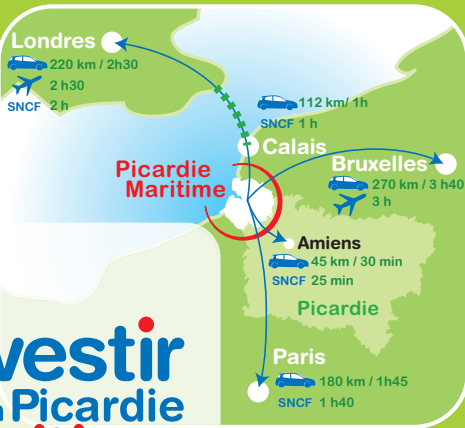 Londres
220 km / 2h30
2 h30
SNCF 2 h
112 km/ 1h
SNCF 1 h
Calais
Picardie
Maritime
Bruxelles
270 km / 3 h40
3 h
Amiens
45 km / 30 min
SNCF 25 min
Picardie
Paris
180 km / 1h45
SNCF 1 h40
vestir
Picardie